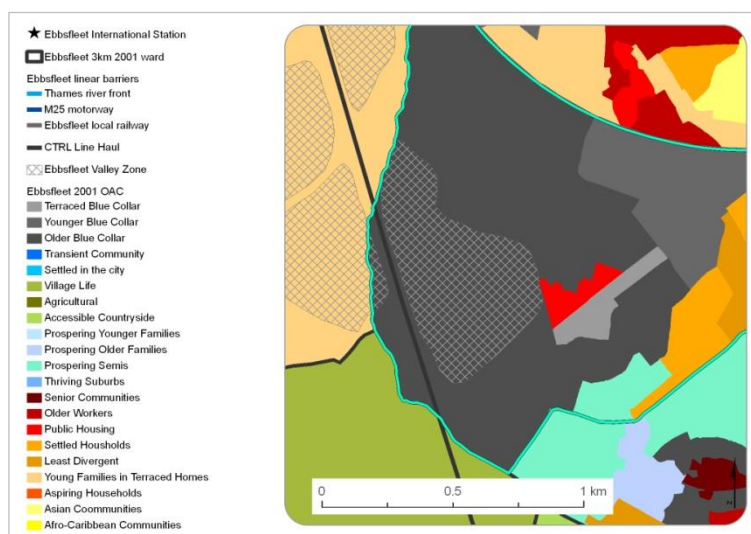 Ebbsfleet International Station
Ebbsfleet 3km 2001 ward
Ebbsfleet linear barriers
Thames river front
M25 motorway
Ebbsfleet local railway
CTRL Line Haul
Ebbsfleet Valley Zone
Ebbsfleet 2001 OAC
Terraced Blue Collar
Younger Blue Collar
Older Blue Collar
Transient Community
Settled in the city
Village Life
Agricultural
Accessible Countryside
Prospering Younger Families
Prospering Older Families
Prospering Semis
Thriving Suburbs
Senior Communities
Older Workers
Public Housing
Settled Housholds
Least Divergent
Young Families in Terraced Homes
Aspiring Households
Asian Coommunities
Afro-Caribbean Communities
0 0.5 1 km